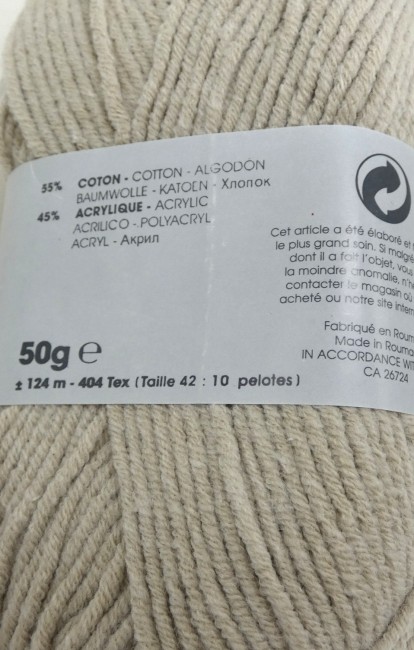 55% COTON - COTTON - ALGODON
BAUMWOLLE - KATOEN - Хлопок
45% ACRYLIQUE - ACRYLIC
ACRILICO - POLYACRYL
ACRYL - Акрил
50g ℮
± 124 m - 404 Tex (Taille 42 : 10 pelotes)
Cet article a été élaboré et
le plus grand soin. Si malgré
dont il a fait l'objet, vous
la moindre anomalie, n'hé
contacter le magasin où
acheté ou notre site intern
Fabriqué en Roum
Made in Rouma
IN ACCORDANCE WIT
CA 26724